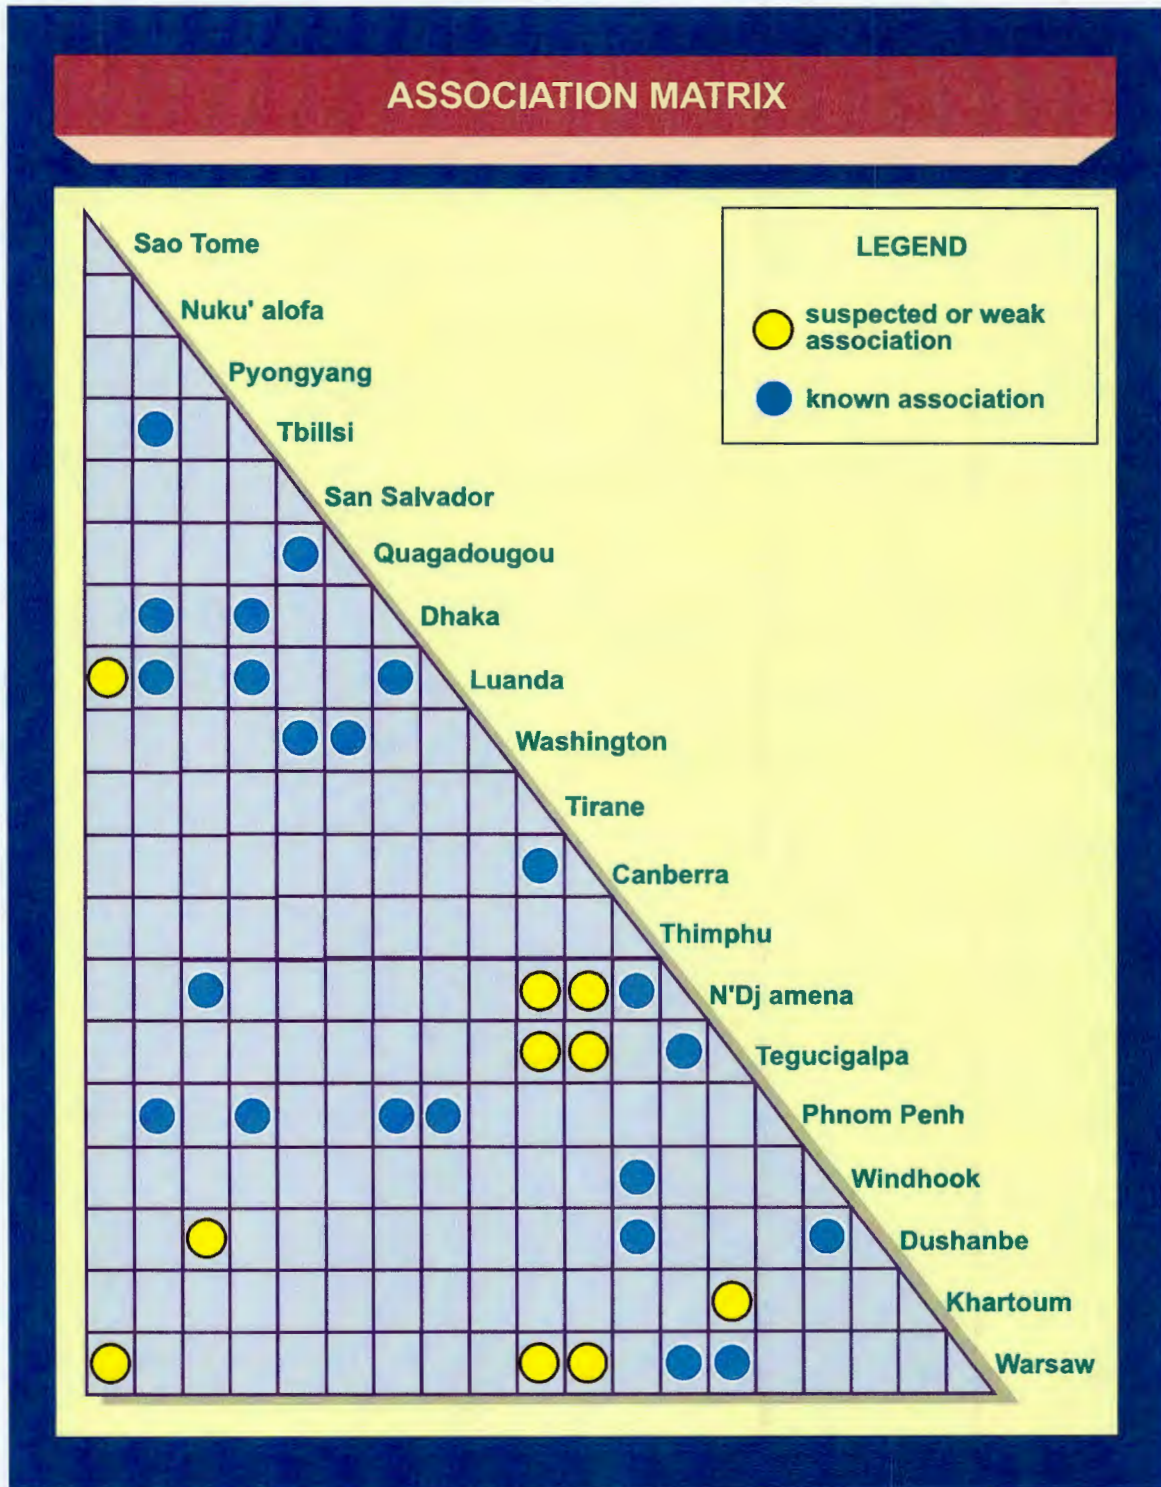 ASSOCIATION MATRIX
LEGEND
suspected or weak
association
known association
Sao Tome
Nuku' alofa
Pyongyang
Tbillsi
San Salvador
Quagadougou
Dhaka
Luanda
Washington
Tirane
Canberra
Thimphu
N'Dj amena
Tegucigalpa
Phnom Penh
Windhook
Dushanbe
Khartoum
Warsaw